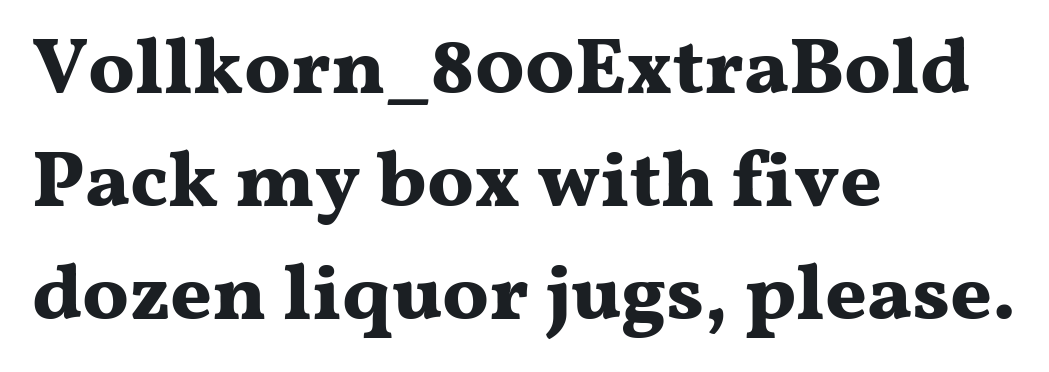 Vollkorn_800ExtraBold
Pack my box with five
dozen liquor jugs, please.